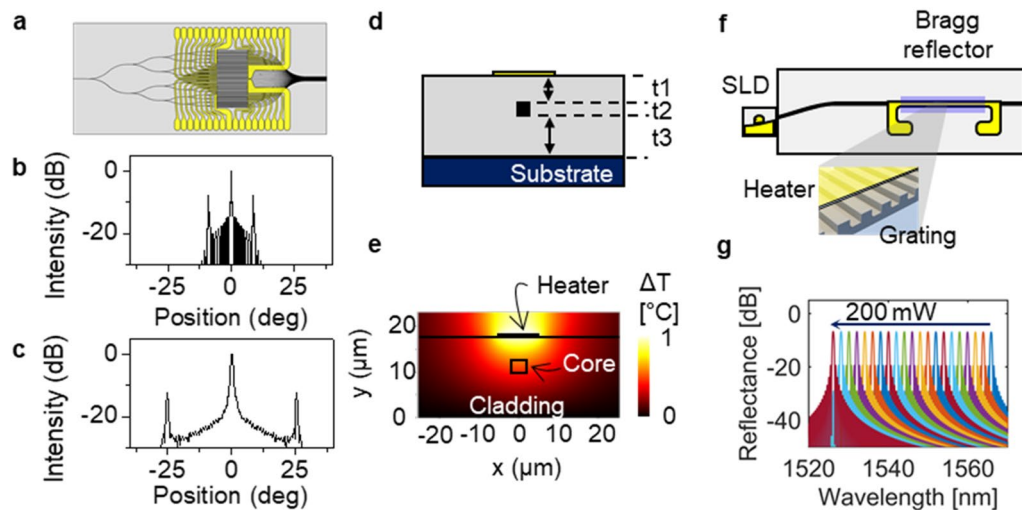 a
b
0
-20
Intensity (dB)
-25 0 25
Position (deg)
c
0
-20
Intensity (dB)
-25 0 25
Position (deg)
d
t1
t2
t3
Substrate
e
Heater
ΔT
[°C]
1
0
Core
Cladding
20
10
0
y (µm)
-20 -10 0 10 20
x (µm)
f
Bragg
reflector
SLD
Heater
Grating
g
200 mW
0
-20
-40
Reflectance [dB]
1520 1540 1560
Wavelength [nm]